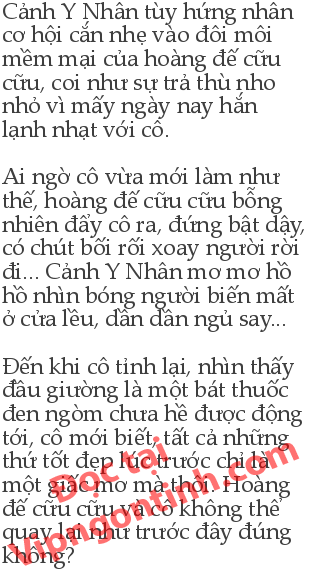 Cảnh Y Nhân tùy hứng nhân
cơ hội cắn nhẹ vào đôi môi
mềm mại của hoàng đế cữu
cữu, coi như sự trả thù nho
nhỏ vì mấy ngày nay hắn
lạnh nhạt với cô.
Ai ngờ cô vừa mới làm như
thế, hoàng đế cữu cữu bỗng
nhiên đẩy cô ra, đứng bật dậy,
có chút bối rối xoay người rời
đi... Cảnh Y Nhân mơ mơ hồ
hồ nhìn bóng người biến mất
ở cửa lều, dần dần ngủ say...
Đến khi cô tỉnh lại, nhìn thấy
đầu giường là một bát thuốc
đen ngòm chưa hề được động
tới, cô mới biết, tất cả những
thứ tốt đẹp lúc trước chỉ là
một giấc mơ mà thôi. Hoàng
đế cữu cữu và cô không thể
quay lại như trước đây đúng
không?
Đọc tại
Vipngontinh.com